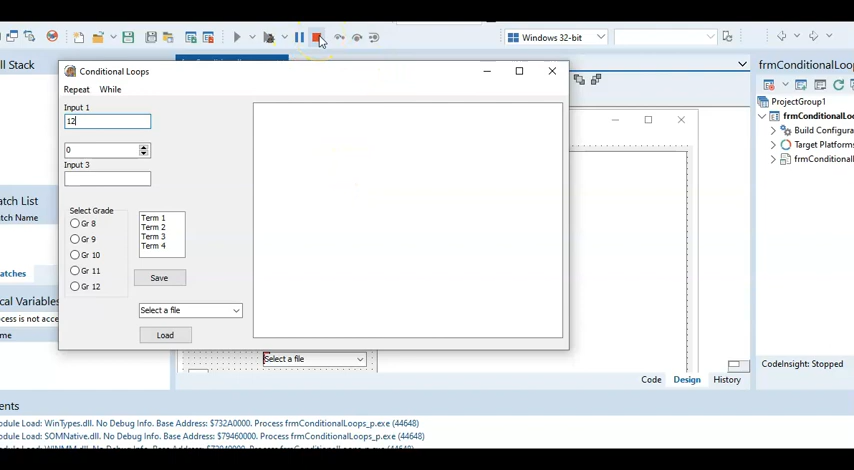 Windows 32-bit
ll Stack
frmConditionalLoops
Conditional Loops
Repeat While
Input 1
12
0
Input 3
Select Grade
Gr 8
Gr 9
Gr 10
Gr 11
Gr 12
Term 1
Term 2
Term 3
Term 4
Save
Select a file
Load
ProjectGroup1
frmConditionalLoo
Build Configura
Target Platforms
frmConditional
atch List
atch Name
atches
cal Variables
ocess is not acce
me
Select a file
Code Design History
CodeInsight: Stopped
ents
odule Load: WinTypes.dll. No Debug Info. Base Address: $732A0000. Process frmConditionalLoops_p.exe (44648)
odule Load: SOMNative.dll. No Debug Info. Base Address: $79460000. Process frmConditionalLoops_p.exe (44648)